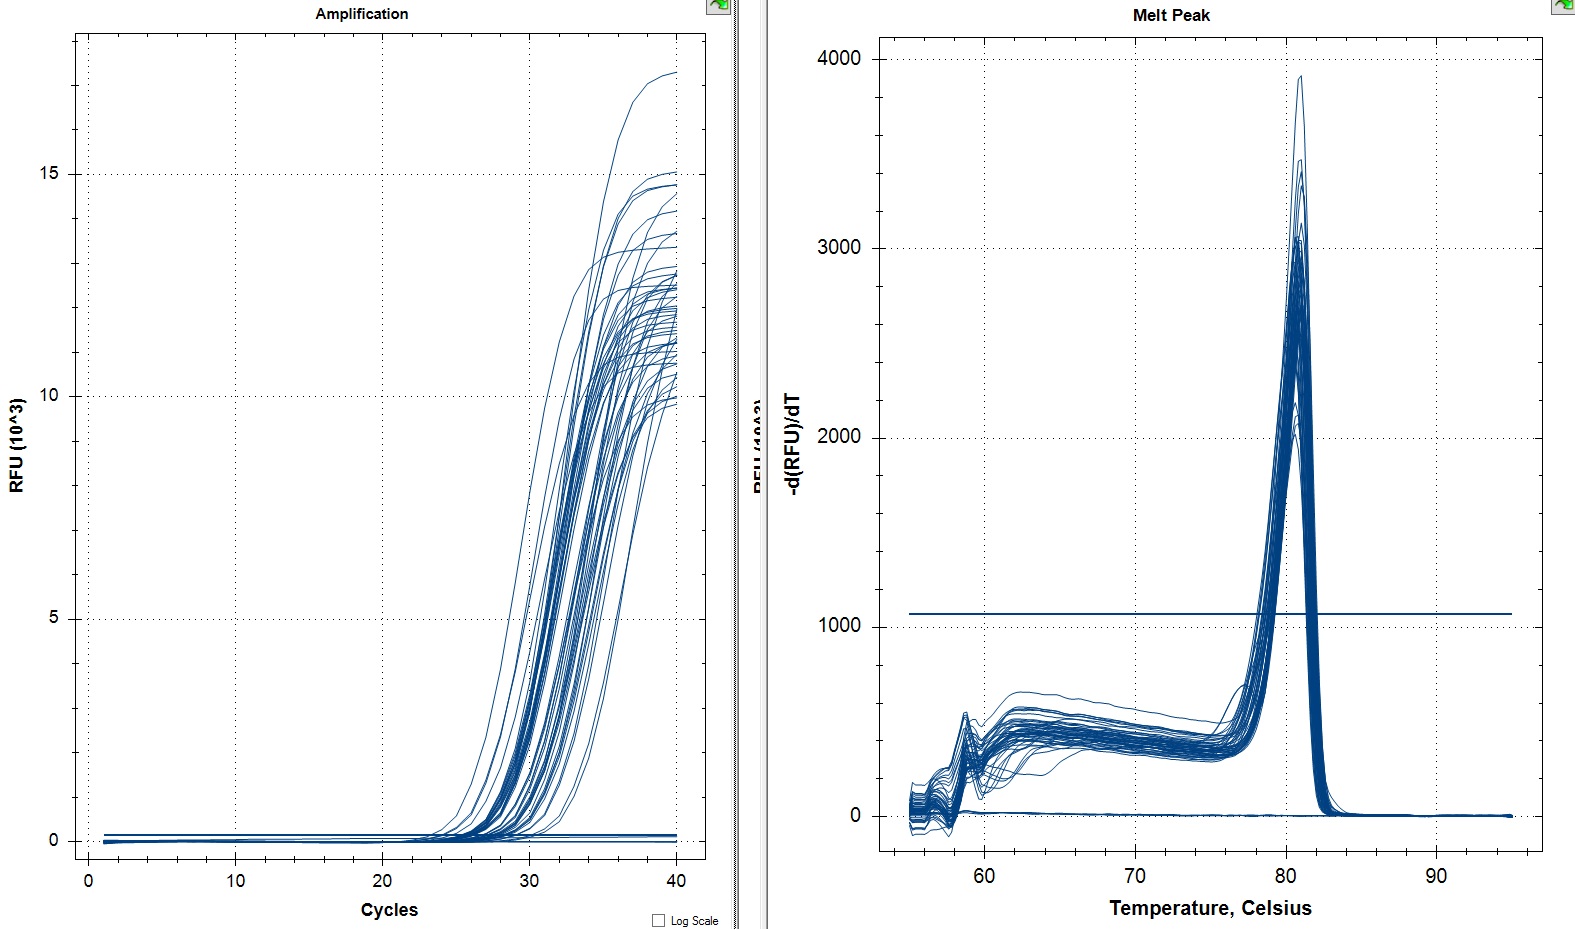 Amplification
15
10
5
0
RFU (10^3)
0 10 20 30 40
Cycles
Log Scale
Melt Peak
4000
3000
2000
1000
0
-d(RFU)/dT
60 70 80 90
Temperature, Celsius